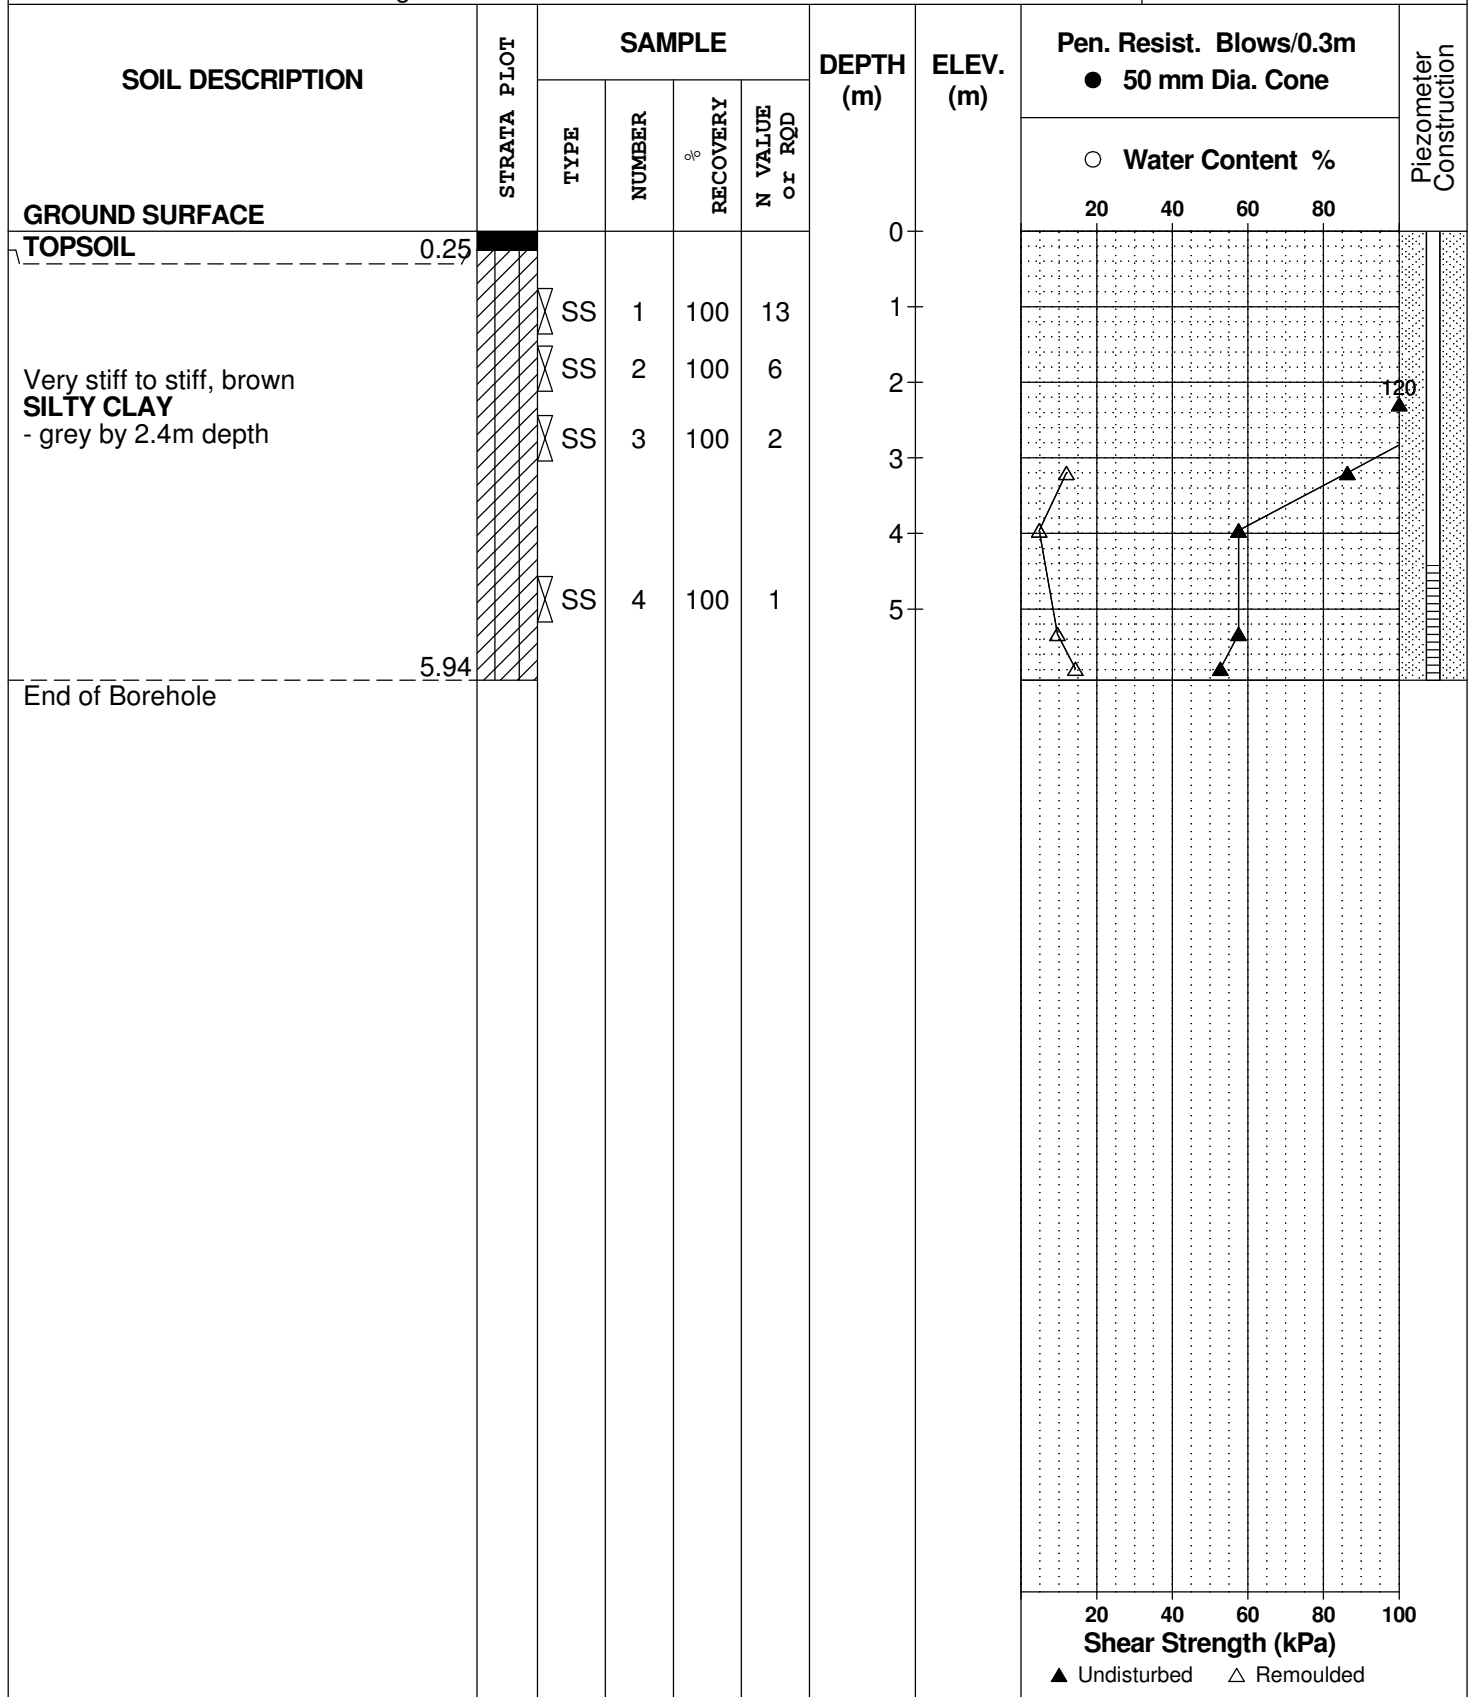 SOIL DESCRIPTION
GROUND SURFACE
STRATA PLOT
SAMPLE
TYPE
NUMBER
%
RECOVERY
N VALUE
or RQD
DEPTH
(m)
ELEV.
(m)
Pen. Resist. Blows/0.3m
● 50 mm Dia. Cone
○ Water Content %
20 40 60 80
Piezometer
Construction
TOPSOIL 0.25
0
SS 1 100 13
1
Very stiff to stiff, brown
SILTY CLAY
- grey by 2.4m depth
SS 2 100 6
2
120
SS 3 100 2
3
4
SS 4 100 1
5
5.94
End of Borehole
20 40 60 80 100
Shear Strength (kPa)
▲ Undisturbed △ Remoulded